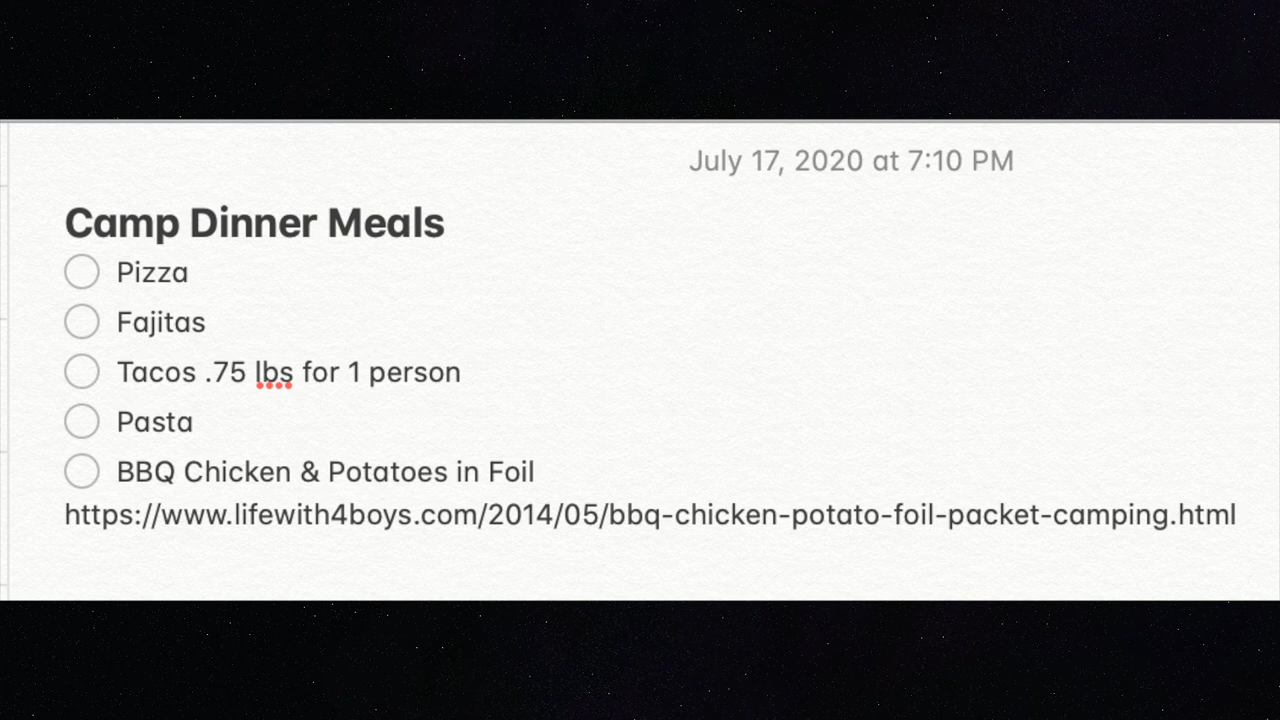 July 17, 2020 at 7:10 PM
Camp Dinner Meals
Pizza
Fajitas
Tacos .75 lbs for 1 person
Pasta
BBQ Chicken & Potatoes in Foil
https://www.lifewith4boys.com/2014/05/bbq-chicken-potato-foil-packet-camping.html